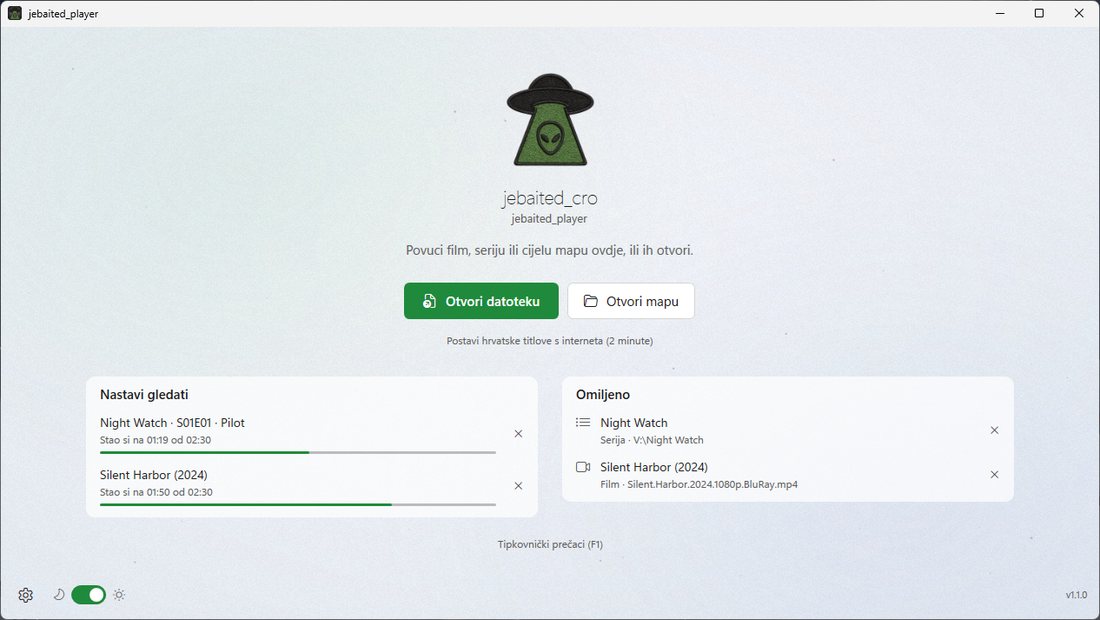 jebaited_player
jebaited_cro
jebaited_player
Povuci film, seriju ili cijelu mapu ovdje, ili ih otvori.
Otvori datoteku
Otvori mapu
Postavi hrvatske titlove s interneta (2 minute)
Nastavi gledati
Night Watch · S01E01 · Pilot
Stao si na 01:19 od 02:30
Silent Harbor (2024)
Stao si na 01:50 od 02:30
Omiljeno
Night Watch
Serija · V:\Night Watch
Silent Harbor (2024)
Film · Silent.Harbor.2024.1080p.BluRay.mp4
Tipkovnički prečaci (F1)
v1.1.0